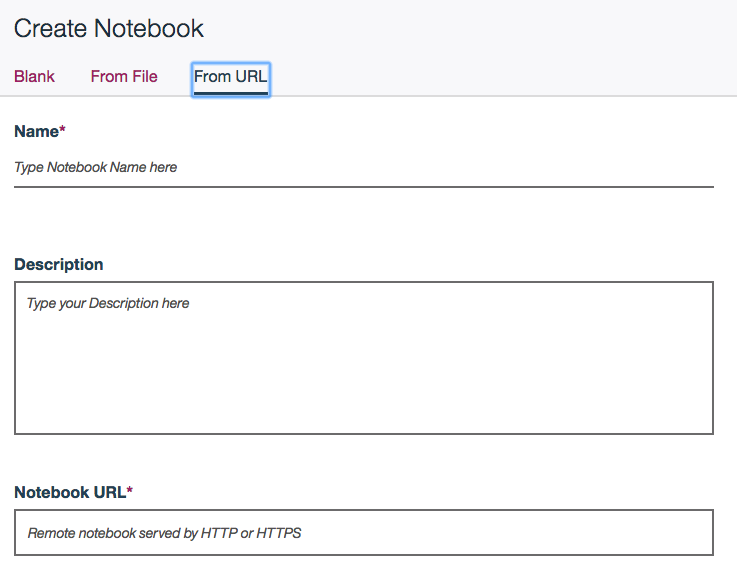 Create Notebook
Blank From File From URL
Name*
Type Notebook Name here
Description
Type your Description here
Notebook URL*
Remote notebook served by HTTP or HTTPS